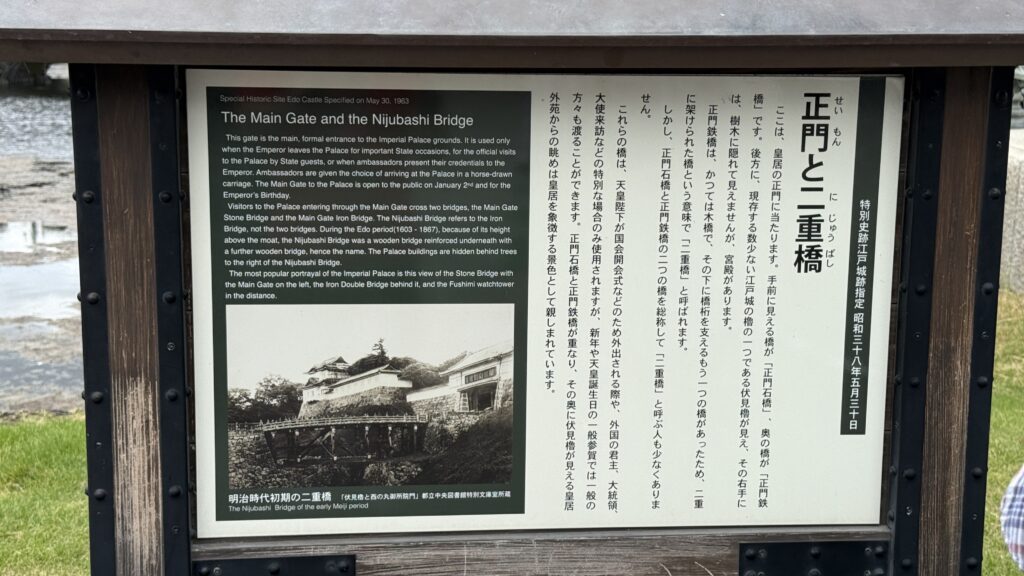 Special Historic Site Edo Castle Specified on May 30, 1963
The Main Gate and the Nijubashi Bridge
This gate is the main, formal entrance to the Imperial Palace grounds. It is used only
when the Emperor leaves the Palace for important State occasions, for the official visits
to the Palace by State guests, or when ambassadors present their credentials to the
Emperor. Ambassadors are given the choice of arriving at the Palace in a horse-drawn
carriage. The Main Gate to the Palace is open to the public on January 2nd and for the
Emperor's Birthday.
Visitors to the Palace entering through the Main Gate cross two bridges, the Main Gate
Stone Bridge and the Main Gate Iron Bridge. The Nijubashi Bridge refers to the Iron
Bridge, not the two bridges. During the Edo period(1603 - 1867), because of its height
above the moat, the Nijubashi Bridge was a wooden bridge reinforced underneath with
a further wooden bridge, hence the name. The Palace buildings are hidden behind trees
to the right of the Nijubashi Bridge.
The most popular portrayal of the Imperial Palace is this view of the Stone Bridge with
the Main Gate on the left, the Iron Double Bridge behind it, and the Fushimi watchtower
in the distance.
明治時代初期の二重橋 「伏見櫓と西の丸御所院門」都立中央図書館特別文庫室所蔵
The Nijubashi Bridge of the early Meiji period
特別史跡江戸城跡指定 昭和三十八年五月三十日
せい もん に じゅう ばし
正門と二重橋
ここは、皇居の正門に当たります。手前に見える橋が「正門石橋」、奥の橋が「正門鉄
橋」です。後方に、現存する数少ない江戸城の櫓の一つである伏見櫓が見え、その右手に
は、樹木に隠れて見えませんが、宮殿があります。
正門鉄橋は、かつては木橋で、その下に橋桁を支えるもう一つの橋があったため、二重
に架けられた橋という意味で「二重橋」と呼ばれます。
しかし、正門石橋と正門鉄橋の二つの橋を総称して「二重橋」と呼ぶ人も少なくありま
せん。
これらの橋は、天皇陛下が国会開会式などのため外出される際や、外国の君主、大統領、
大使来訪などの特別な場合のみ使用されますが、新年や天皇誕生日の一般参賀では一般の
方々も渡ることができます。正門石橋と正門鉄橋が重なり、その奥に伏見櫓が見える皇居
外苑からの眺めは皇居を象徴する景色として親しまれています。